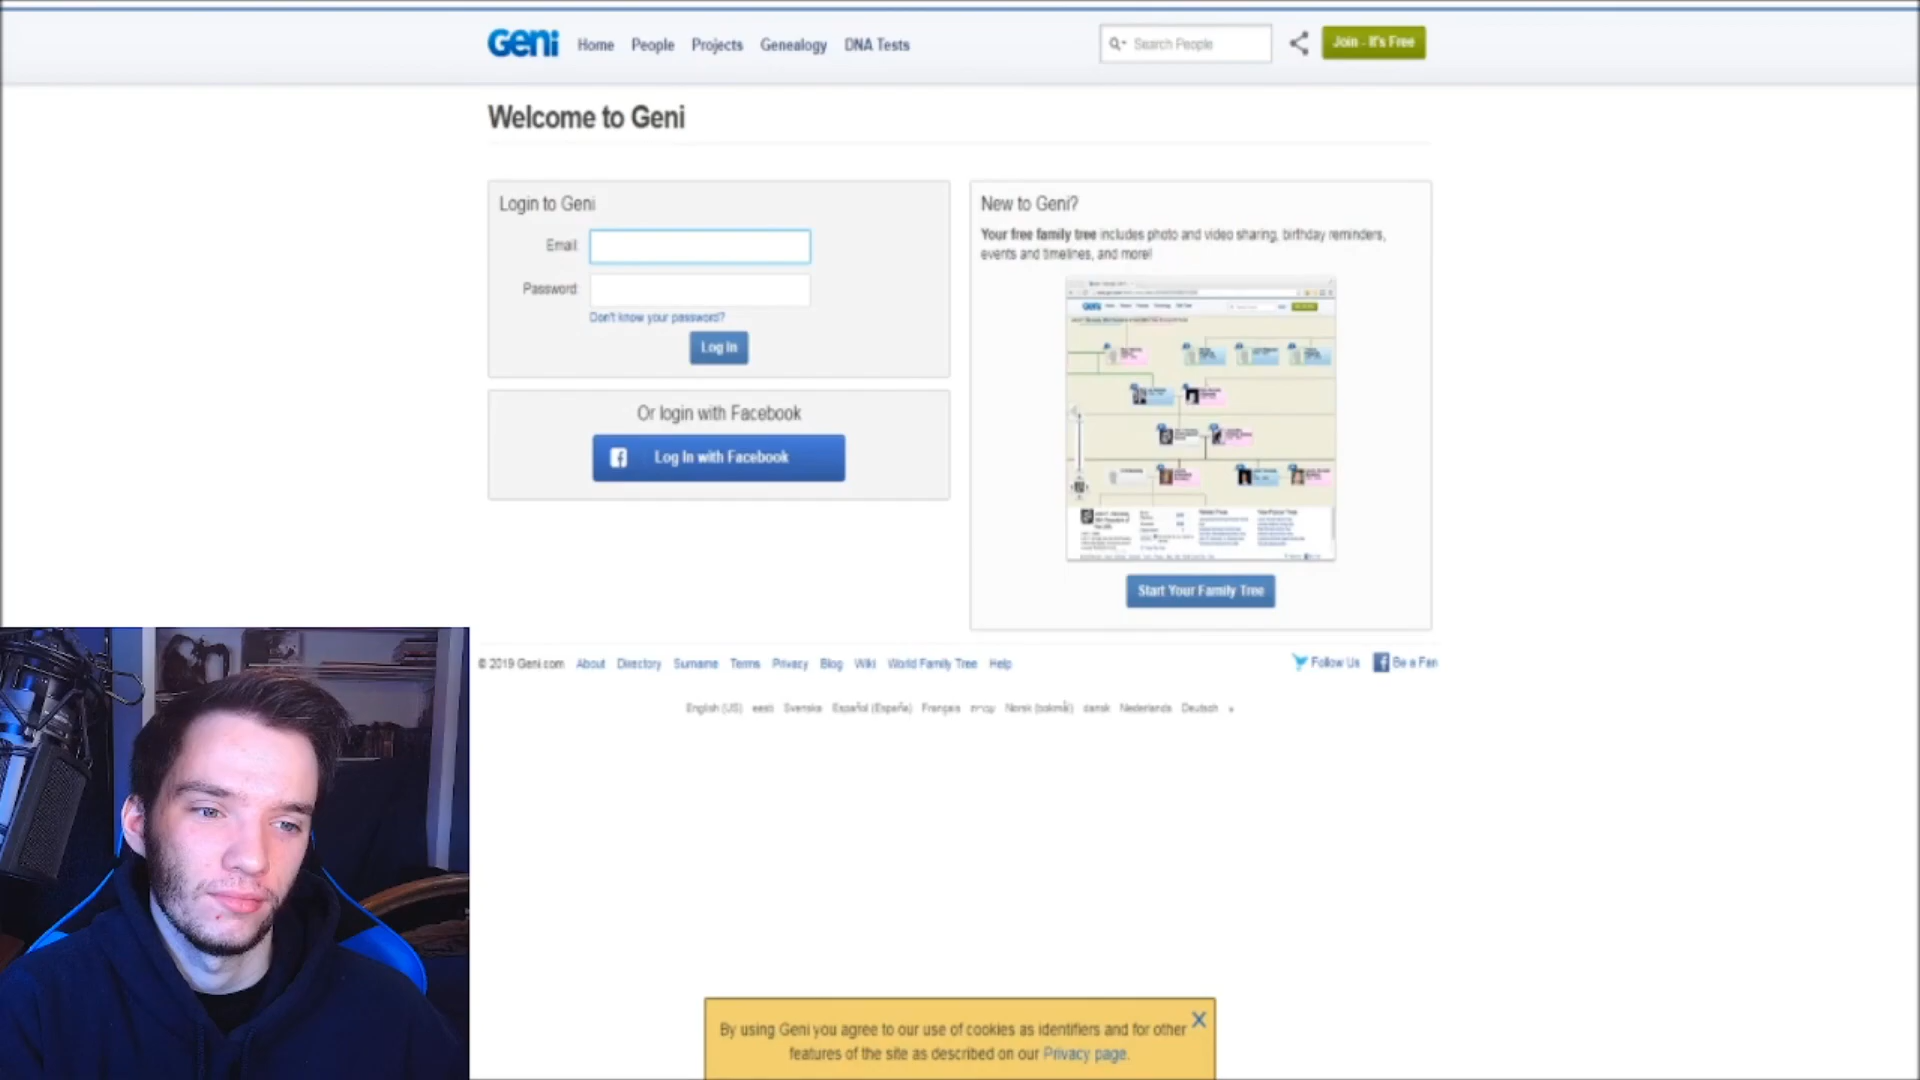 Geni Home People Projects Genealogy DNA Tests Search People Join - It's Free
Welcome to Geni
Login to Geni
Email:
Password:
Don't know your password?
Log In
Or login with Facebook
Log In with Facebook
New to Geni?
Your free family tree includes photo and video sharing, birthday reminders,
events and timelines, and more!
Geni
Start Your Family Tree
© 2019 Geni.com About Directory Surname Terms Privacy Blog Wiki World Family Tree Help Follow Us Be a Fan
English (US) eesti Svenska Español (España) Français עברית Norsk (bokmål) dansk Nederlands Deutsch »
By using Geni you agree to our use of cookies as identifiers and for other
features of the site as described on our Privacy page.